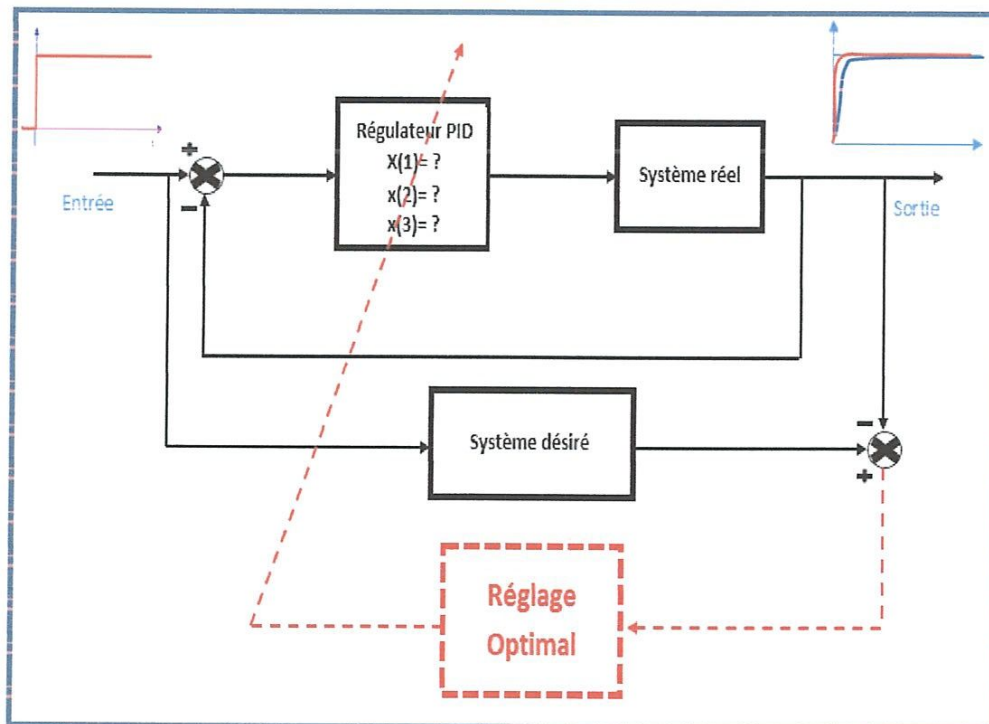 Régulateur PID
X(1)= ?
x(2)= ?
x(3)= ?
Système réel
+
−
Entrée
Sortie
Système désiré
−
+
Réglage
Optimal